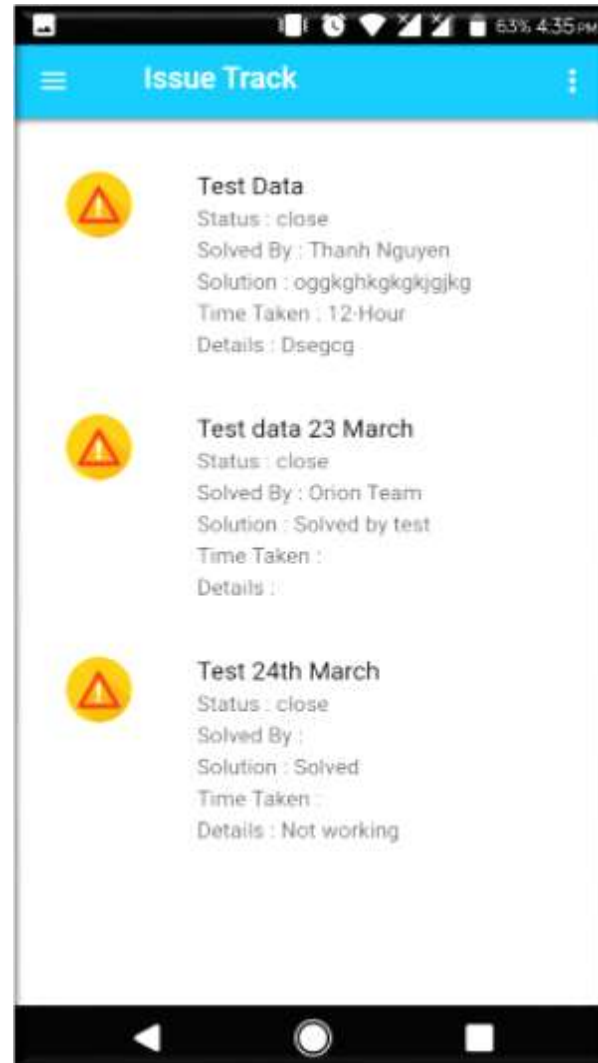 63% 4:35 PM
Issue Track
Test Data
Status : close
Solved By : Thanh Nguyen
Solution : oggkghkgkgkjgjkg
Time Taken : 12-Hour
Details : Dsegcg
Test data 23 March
Status : close
Solved By : Orion Team
Solution : Solved by test
Time Taken :
Details :
Test 24th March
Status : close
Solved By :
Solution : Solved
Time Taken :
Details : Not working